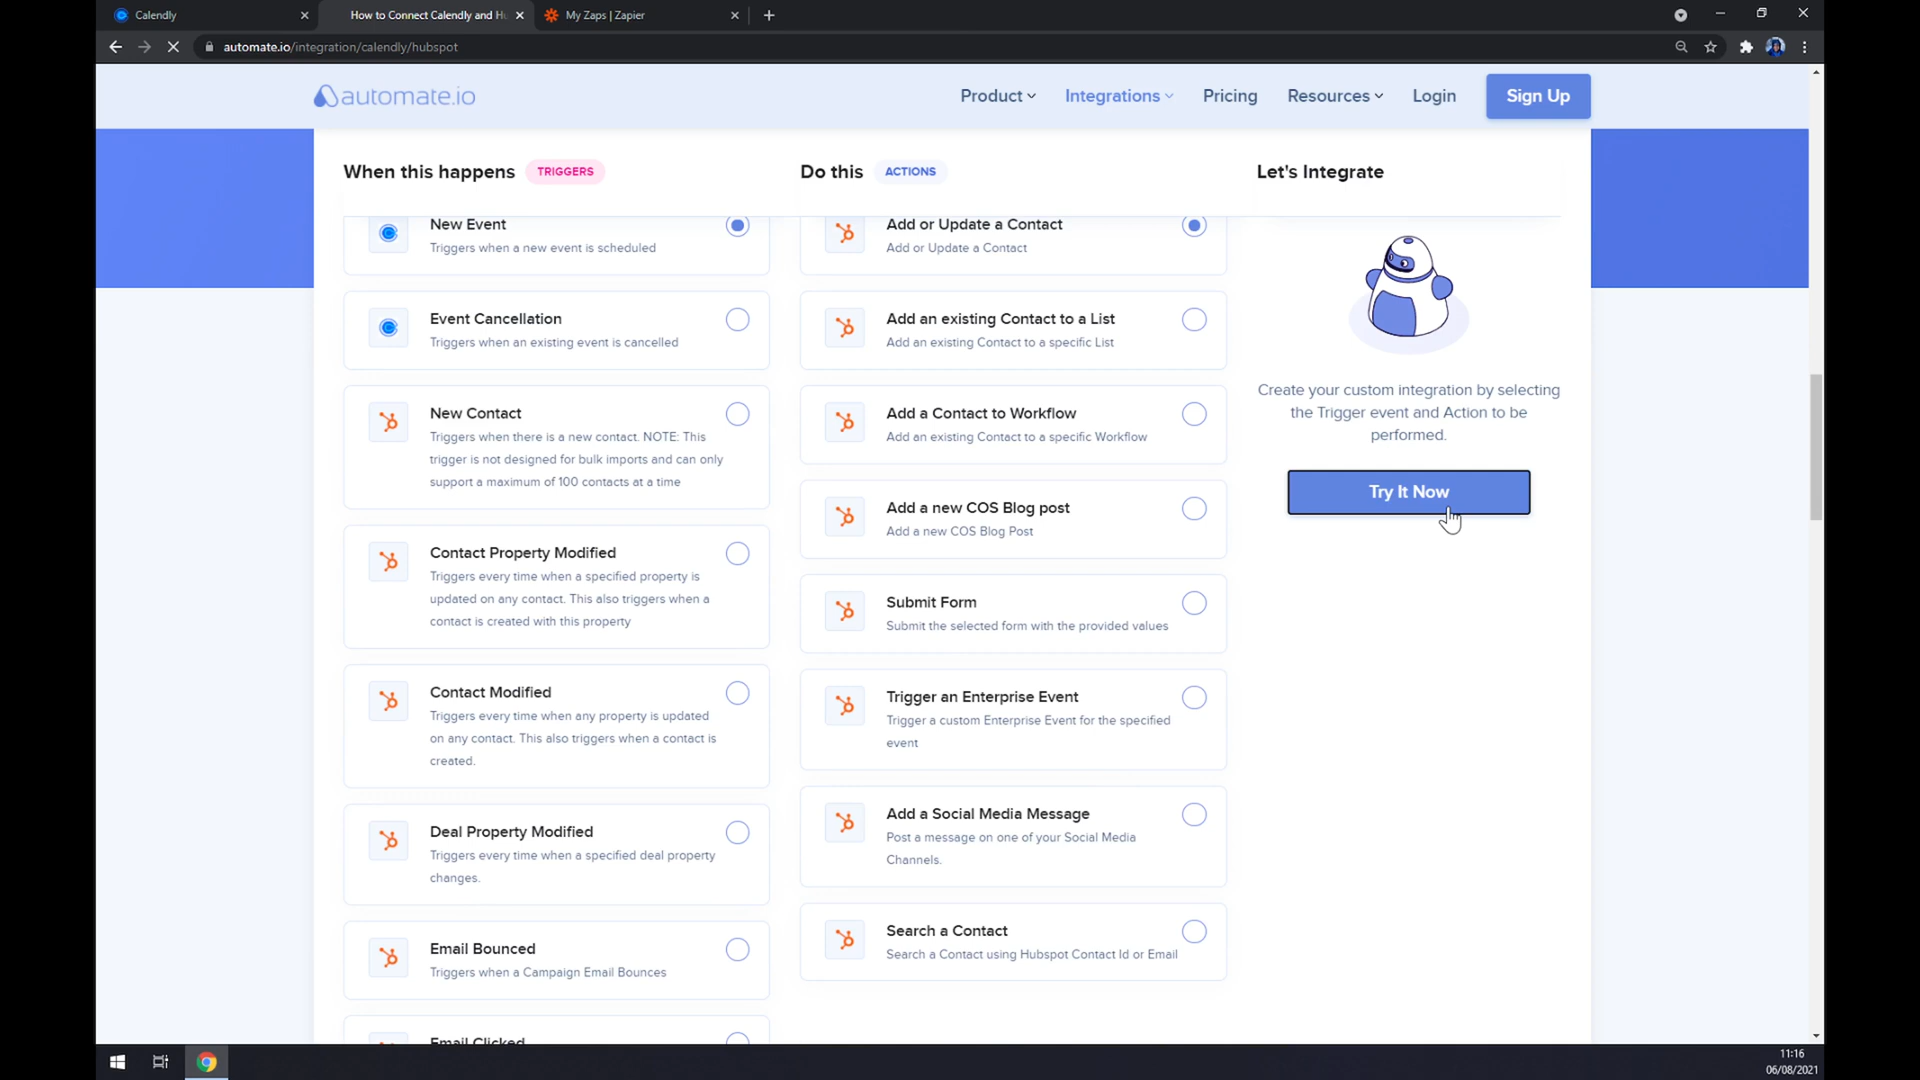 Calendly
How to Connect Calendly and Hu
My Zaps | Zapier
automate.io/integration/calendly/hubspot
automate.io
Product
Integrations
Pricing
Resources
Login
Sign Up
When this happens
TRIGGERS
Do this
ACTIONS
Let's Integrate
New Event
Triggers when a new event is scheduled
Event Cancellation
Triggers when an existing event is cancelled
New Contact
Triggers when there is a new contact. NOTE: This
trigger is not designed for bulk imports and can only
support a maximum of 100 contacts at a time
Contact Property Modified
Triggers every time when a specified property is
updated on any contact. This also triggers when a
contact is created with this property
Contact Modified
Triggers every time when any property is updated
on any contact. This also triggers when a contact is
created.
Deal Property Modified
Triggers every time when a specified deal property
changes.
Email Bounced
Triggers when a Campaign Email Bounces
Email Clicked
Add or Update a Contact
Add or Update a Contact
Add an existing Contact to a List
Add an existing Contact to a specific List
Add a Contact to Workflow
Add an existing Contact to a specific Workflow
Add a new COS Blog post
Add a new COS Blog Post
Submit Form
Submit the selected form with the provided values
Trigger an Enterprise Event
Trigger a custom Enterprise Event for the specified
event
Add a Social Media Message
Post a message on one of your Social Media
Channels.
Search a Contact
Search a Contact using Hubspot Contact Id or Email
Create your custom integration by selecting
the Trigger event and Action to be
performed.
Try It Now
11:16
06/08/2021